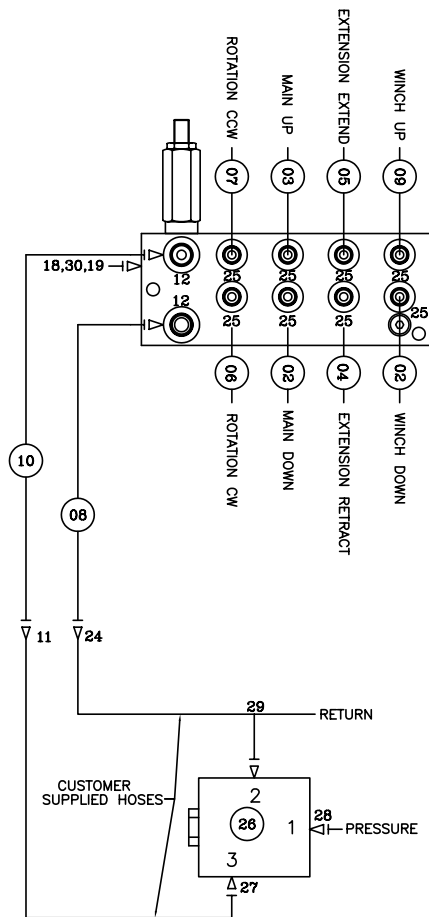 ROTATION CCW
MAIN UP
EXTENSION EXTEND
WINCH UP
07
03
05
09
18,30,19
12
25
25
25
25
12
25
25
25
25
06
02
04
02
ROTATION CW
MAIN DOWN
EXTENSION RETRACT
WINCH DOWN
10
08
11
24
29
RETURN
CUSTOMER
SUPPLIED HOSES
2
26
1
28
PRESSURE
3
27